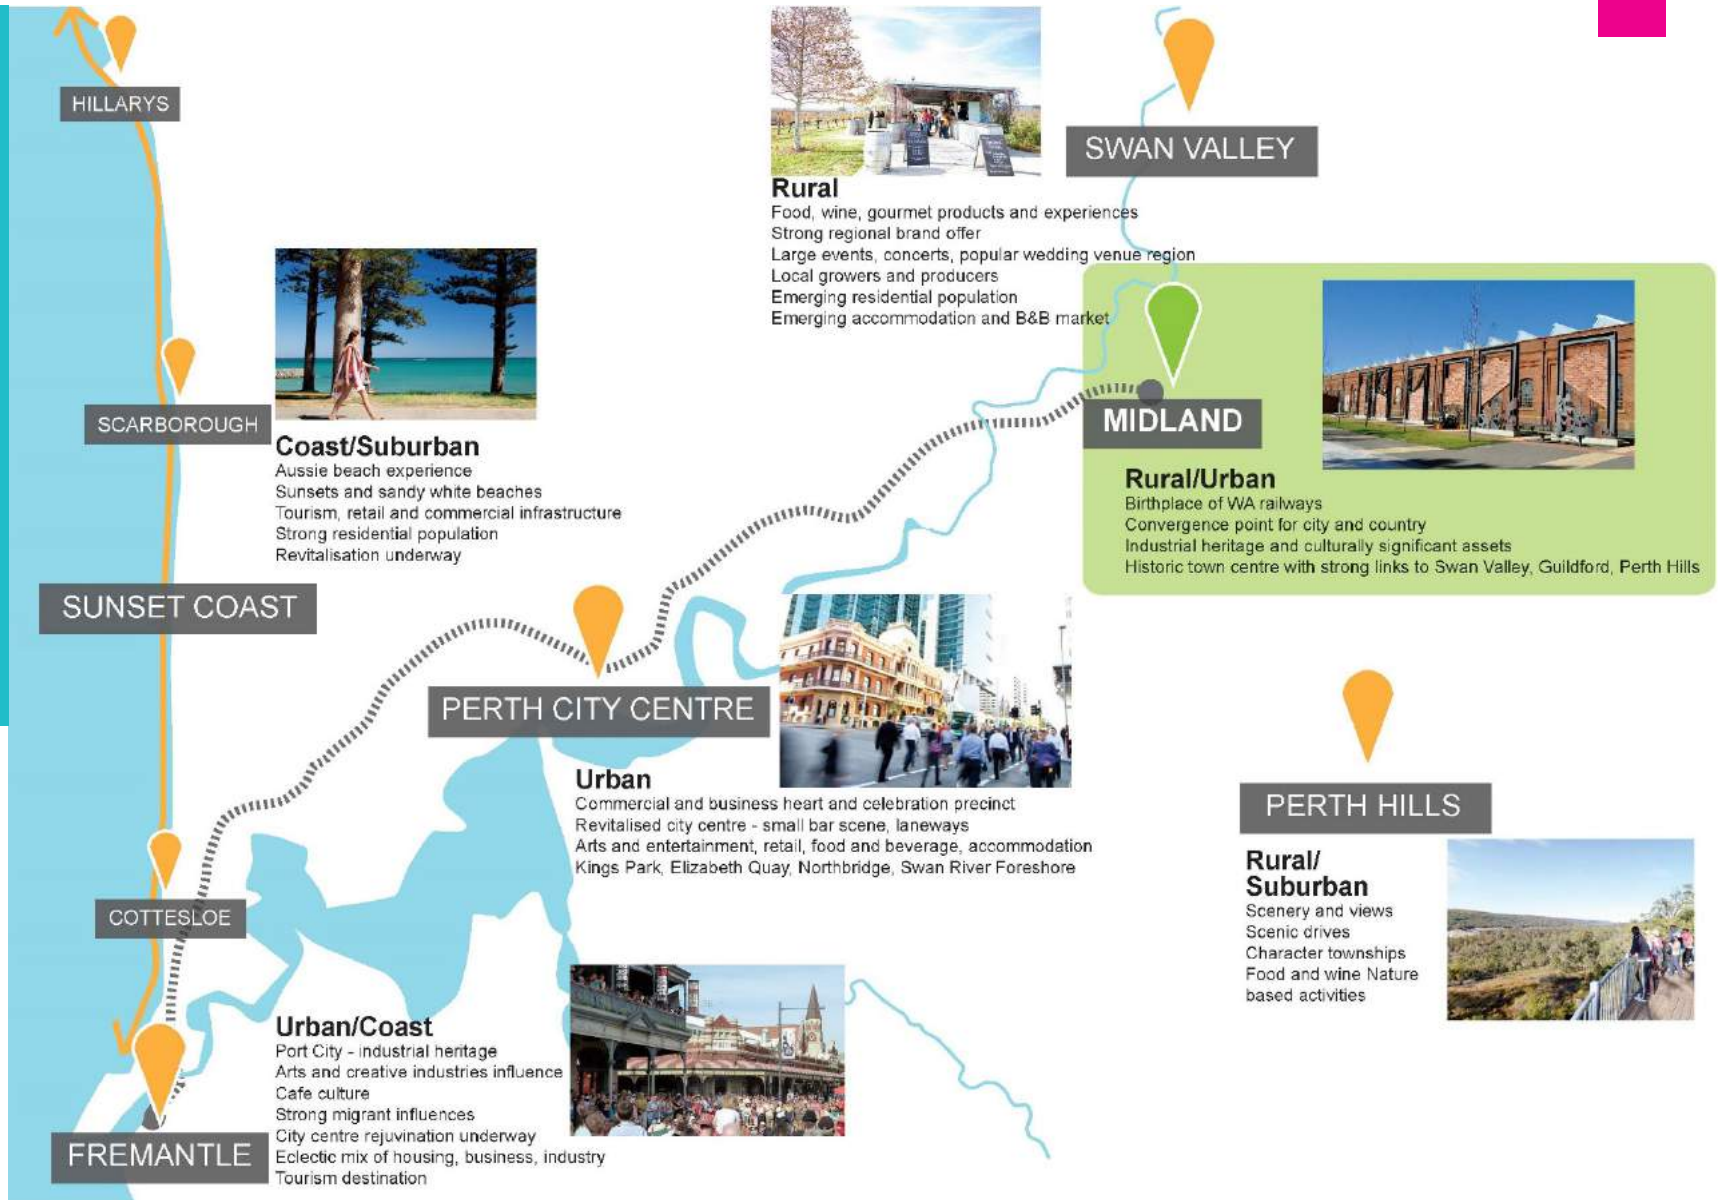 HILLARYS
SWAN VALLEY
Rural
Food, wine, gourmet products and experiences
Strong regional brand offer
Large events, concerts, popular wedding venue region
Local growers and producers
Emerging residential population
Emerging accommodation and B&B market
SCARBOROUGH
Coast/Suburban
Aussie beach experience
Sunsets and sandy white beaches
Tourism, retail and commercial infrastructure
Strong residential population
Revitalisation underway
MIDLAND
Rural/Urban
Birthplace of WA railways
Convergence point for city and country
Industrial heritage and culturally significant assets
Historic town centre with strong links to Swan Valley, Guildford, Perth Hills
SUNSET COAST
PERTH CITY CENTRE
Urban
Commercial and business heart and celebration precinct
Revitalised city centre - small bar scene, laneways
Arts and entertainment, retail, food and beverage, accommodation
Kings Park, Elizabeth Quay, Northbridge, Swan River Foreshore
PERTH HILLS
Rural/
Suburban
Scenery and views
Scenic drives
Character townships
Food and wine Nature
based activities
COTTESLOE
Urban/Coast
Port City - industrial heritage
Arts and creative industries influence
Cafe culture
Strong migrant influences
City centre rejuvination underway
Eclectic mix of housing, business, industry
Tourism destination
FREMANTLE